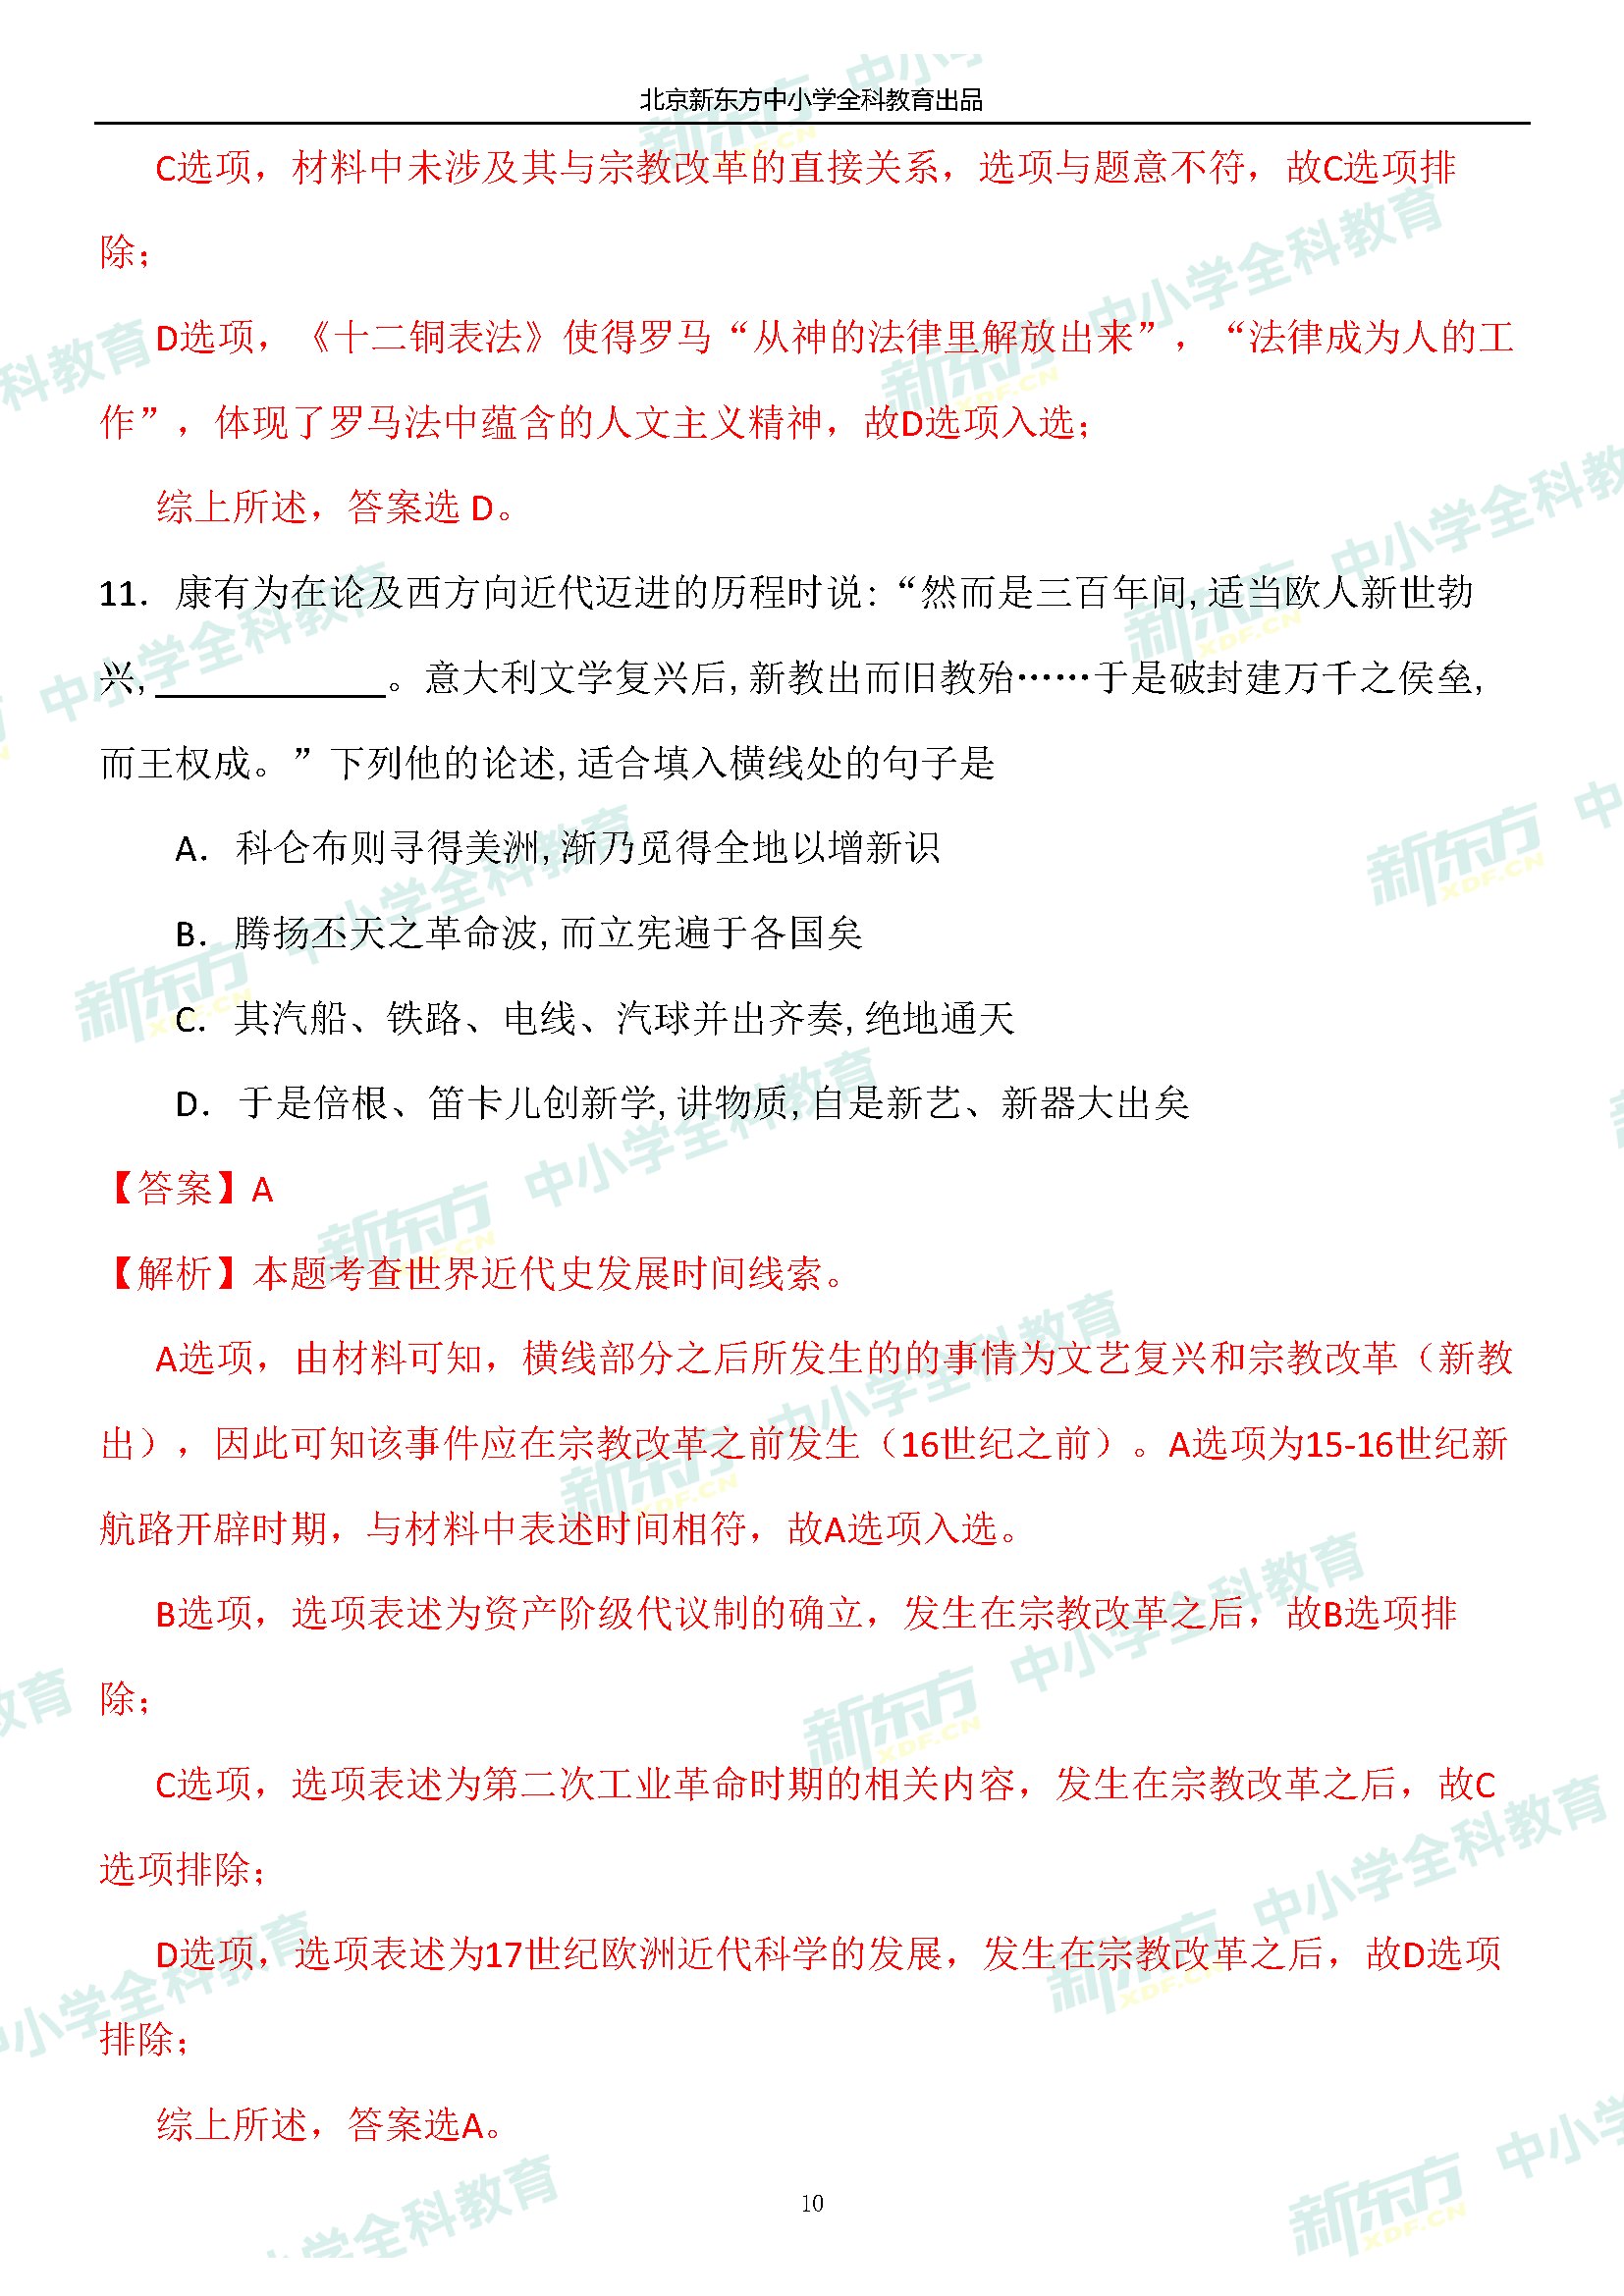 北京新东方中小学全科教育出品
C选项，材料中未涉及其与宗教改革的直接关系，选项与题意不符，故C选项排
除；
D选项，《十二铜表法》使得罗马“从神的法律里解放出来”，“法律成为人的工
作”，体现了罗马法中蕴含的人文主义精神，故D选项入选；
综上所述，答案选 D。
11．康有为在论及西方向近代迈进的历程时说:“然而是三百年间,适当欧人新世勃
兴,____________。意大利文学复兴后,新教出而旧教殆……于是破封建万千之侯垒,
而王权成。”下列他的论述,适合填入横线处的句子是
A．科仑布则寻得美洲,渐乃觅得全地以增新识
B．腾扬丕天之革命波,而立宪遍于各国矣
C．其汽船、铁路、电线、汽球并出齐奏,绝地通天
D．于是倍根、笛卡儿创新学,讲物质,自是新艺、新器大出矣
【答案】A
【解析】本题考查世界近代史发展时间线索。
A选项，由材料可知，横线部分之后所发生的的事情为文艺复兴和宗教改革（新教
出），因此可知该事件应在宗教改革之前发生（16世纪之前）。A选项为15-16世纪新
航路开辟时期，与材料中表述时间相符，故A选项入选。
B选项，选项表述为资产阶级代议制的确立，发生在宗教改革之后，故B选项排
除；
C选项，选项表述为第二次工业革命时期的相关内容，发生在宗教改革之后，故C
选项排除；
D选项，选项表述为17世纪欧洲近代科学的发展，发生在宗教改革之后，故D选项
排除；
综上所述，答案选A。
10